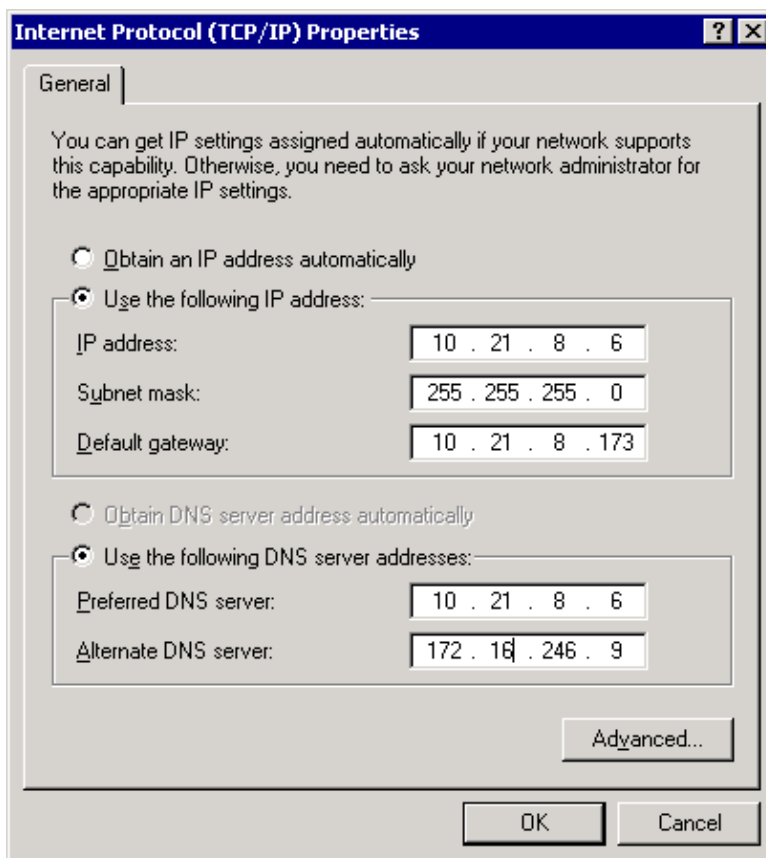 Internet Protocol (TCP/IP) Properties
General
You can get IP settings assigned automatically if your network supports
this capability. Otherwise, you need to ask your network administrator for
the appropriate IP settings.
Obtain an IP address automatically
Use the following IP address:
IP address: 10 . 21 . 8 . 6
Subnet mask: 255 . 255 . 255 . 0
Default gateway: 10 . 21 . 8 . 173
Obtain DNS server address automatically
Use the following DNS server addresses:
Preferred DNS server: 10 . 21 . 8 . 6
Alternate DNS server: 172 . 16 . 246 . 9
Advanced...
OK Cancel